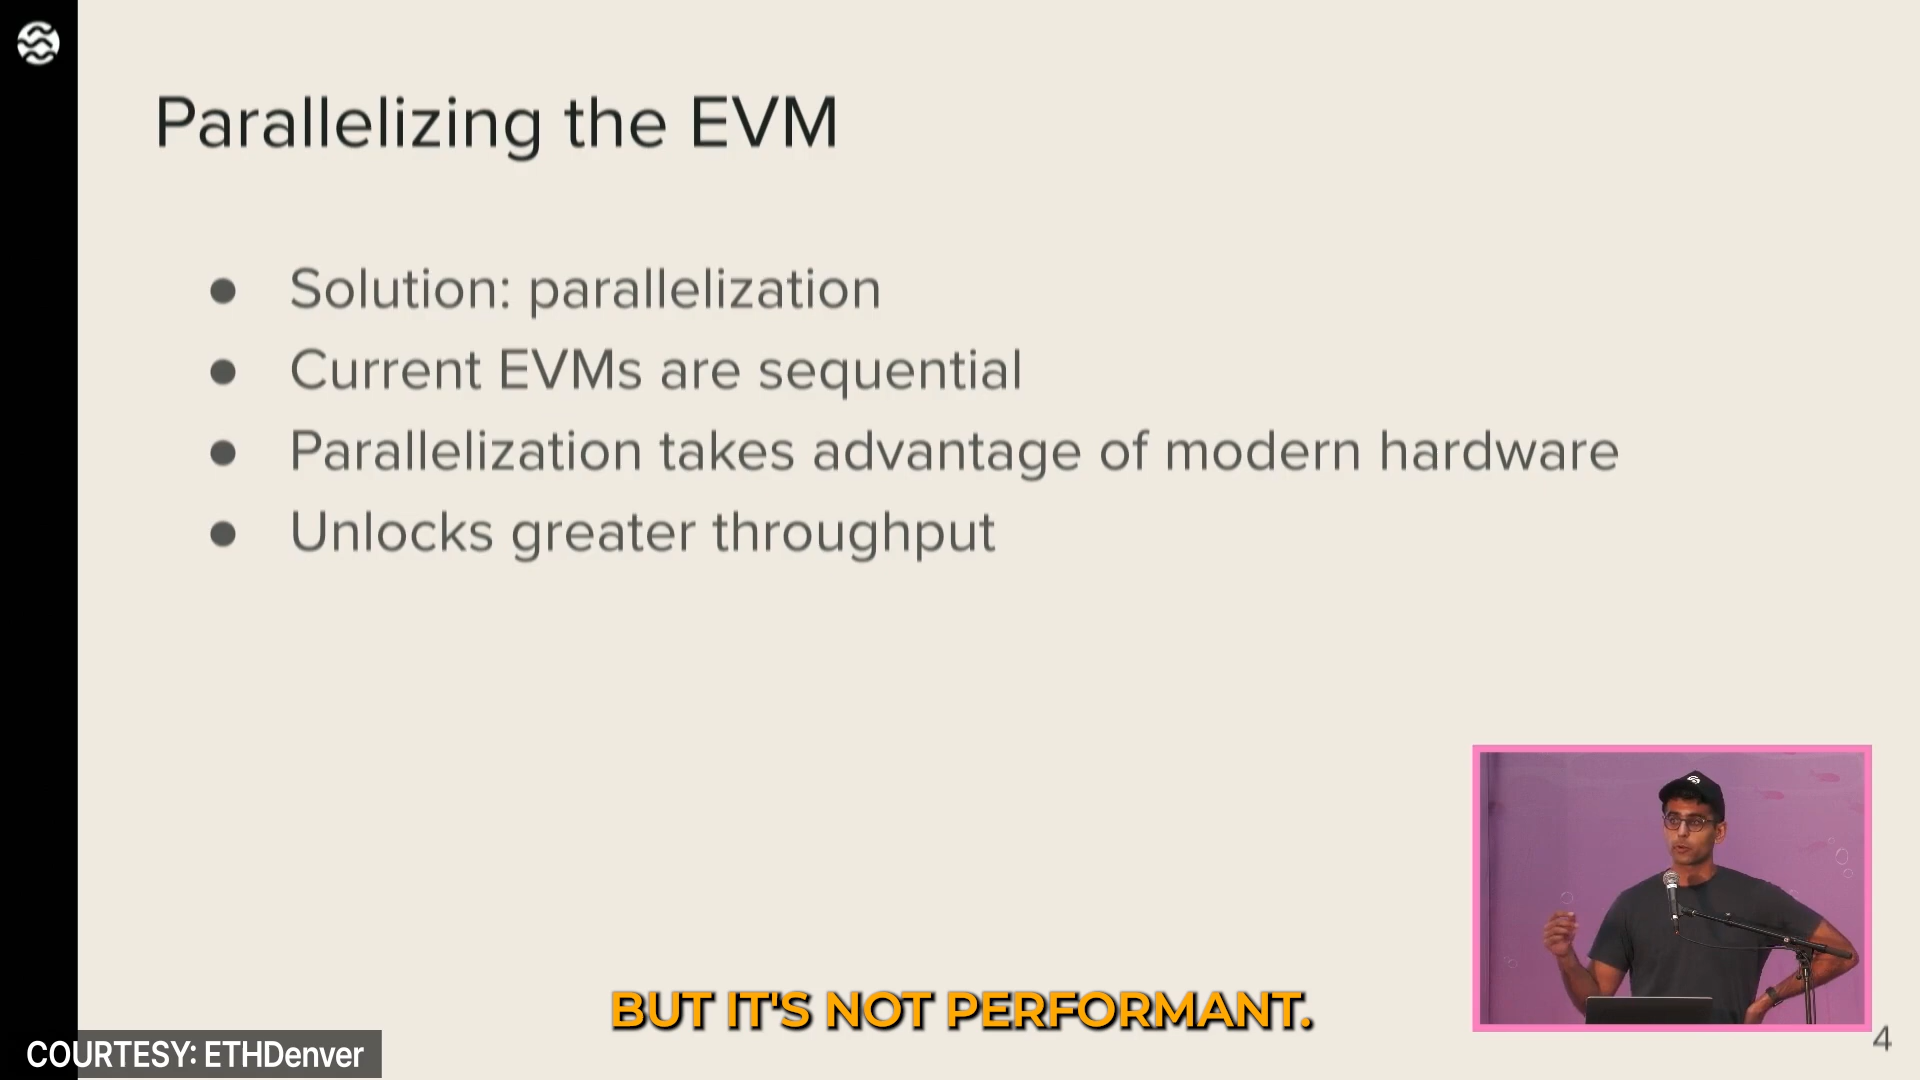 Parallelizing the EVM
● Solution: parallelization
● Current EVMs are sequential
● Parallelization takes advantage of modern hardware
● Unlocks greater throughput
BUT IT'S NOT PERFORMANT.
4
COURTESY: ETHDenver